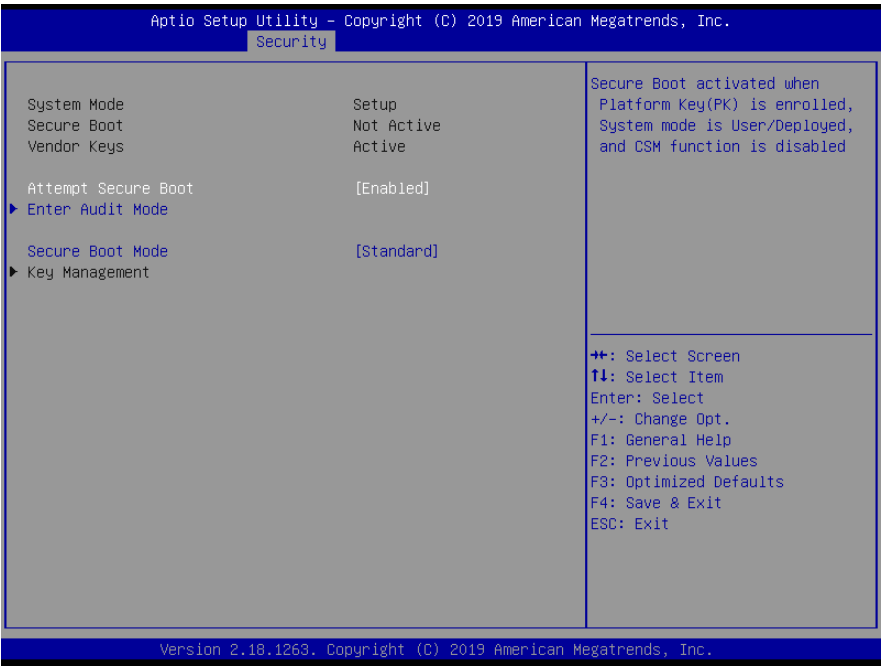 Aptio Setup Utility – Copyright (C) 2019 American Megatrends, Inc.
Security
System Mode Setup
Secure Boot Not Active
Vendor Keys Active
Attempt Secure Boot [Enabled]
Enter Audit Mode
Secure Boot Mode [Standard]
Key Management
Secure Boot activated when
Platform Key(PK) is enrolled,
System mode is User/Deployed,
and CSM function is disabled
→←: Select Screen
↑↓: Select Item
Enter: Select
+/-: Change Opt.
F1: General Help
F2: Previous Values
F3: Optimized Defaults
F4: Save & Exit
ESC: Exit
Version 2.18.1263. Copyright (C) 2019 American Megatrends, Inc.